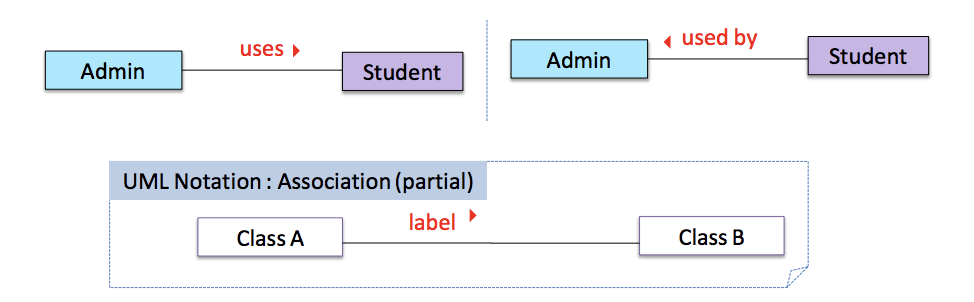 uses
Admin
Student
used by
Admin
Student
UML Notation : Association (partial)
label
Class A
Class B